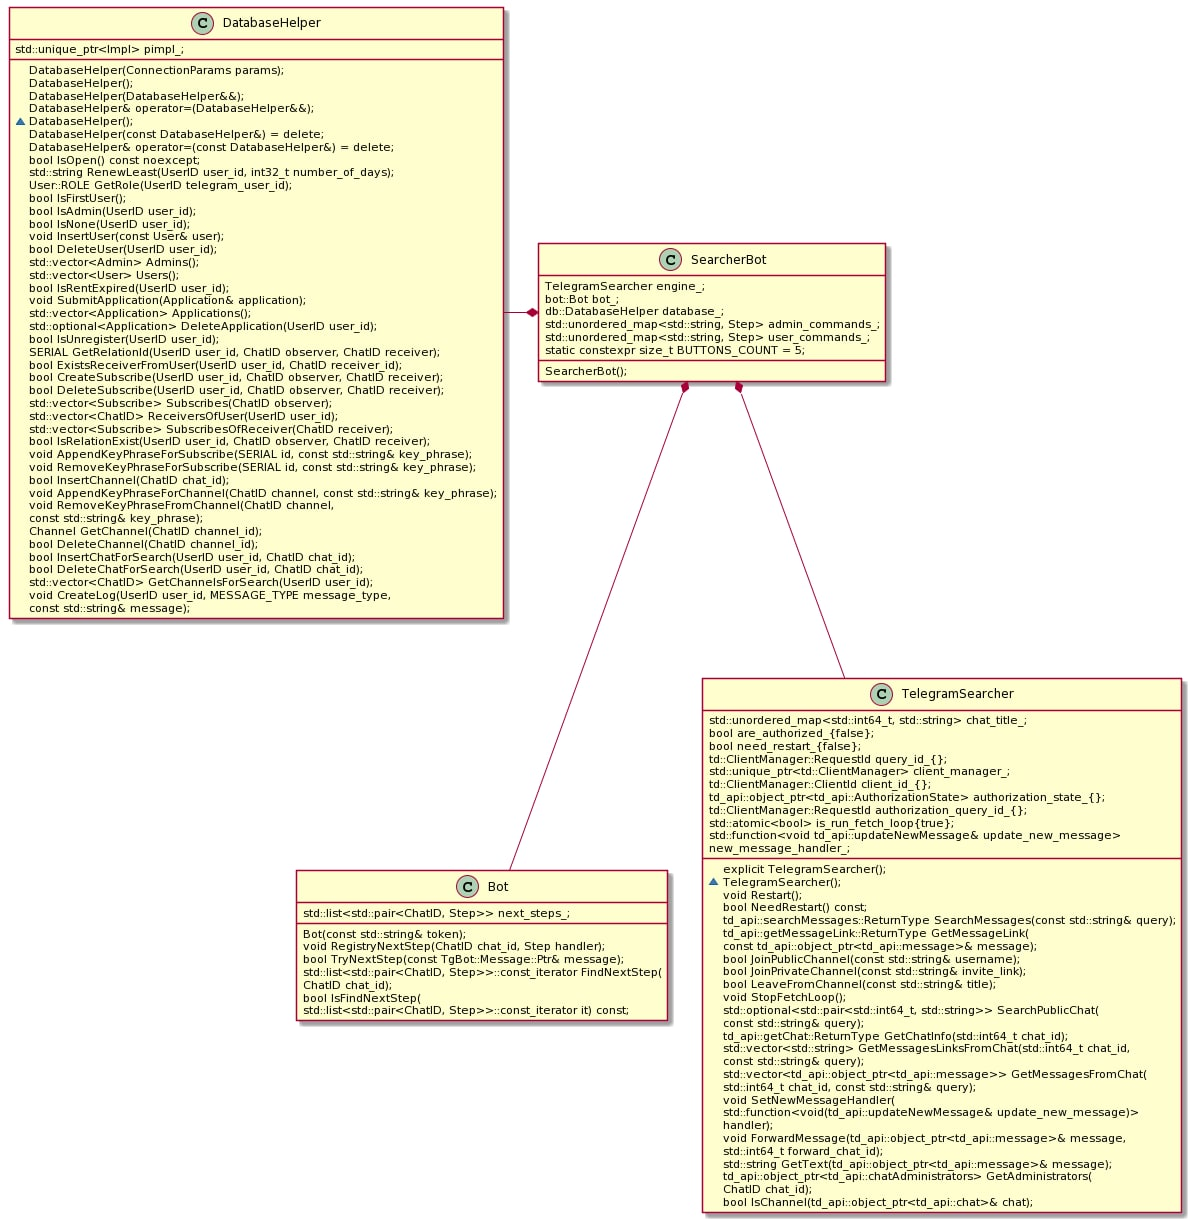 C DatabaseHelper
std::unique_ptr<Impl> pimpl_;
DatabaseHelper(ConnectionParams params);
DatabaseHelper();
DatabaseHelper(DatabaseHelper&&);
DatabaseHelper& operator=(DatabaseHelper&&);
DatabaseHelper();
DatabaseHelper(const DatabaseHelper&) = delete;
DatabaseHelper& operator=(const DatabaseHelper&) = delete;
bool IsOpen() const noexcept;
std::string RenewLeast(UserID user_id, int32_t number_of_days);
User::ROLE GetRole(UserID telegram_user_id);
bool IsFirstUser();
bool IsAdmin(UserID user_id);
bool IsNone(UserID user_id);
void InsertUser(const User& user);
bool DeleteUser(UserID user_id);
std::vector<Admin> Admins();
std::vector<User> Users();
bool IsRentExpired(UserID user_id);
void SubmitApplication(Application& application);
std::vector<Application> Applications();
std::optional<Application> DeleteApplication(UserID user_id);
bool IsUnregister(UserID user_id);
SERIAL GetRelationId(UserID user_id, ChatID observer, ChatID receiver);
bool ExistsReceiverFromUser(UserID user_id, ChatID receiver_id);
bool CreateSubscribe(UserID user_id, ChatID observer, ChatID receiver);
bool DeleteSubscribe(UserID user_id, ChatID observer, ChatID receiver);
std::vector<Subscribe> Subscribes(ChatID observer);
std::vector<ChatID> ReceiversOfUser(UserID user_id);
std::vector<Subscribe> SubscribesOfReceiver(ChatID receiver);
bool IsRelationExist(UserID user_id, ChatID observer, ChatID receiver);
void AppendKeyPhraseForSubscribe(SERIAL id, const std::string& key_phrase);
void RemoveKeyPhraseForSubscribe(SERIAL id, const std::string& key_phrase);
bool InsertChannel(ChatID chat_id);
void AppendKeyPhraseForChannel(ChatID channel, const std::string& key_phrase);
void RemoveKeyPhraseFromChannel(ChatID channel,
const std::string& key_phrase);
Channel GetChannel(ChatID channel_id);
bool DeleteChannel(ChatID channel_id);
bool InsertChatForSearch(UserID user_id, ChatID chat_id);
bool DeleteChatForSearch(UserID user_id, ChatID chat_id);
std::vector<ChatID> GetChannelsForSearch(UserID user_id);
void CreateLog(UserID user_id, MESSAGE_TYPE message_type,
const std::string& message);
C SearcherBot
TelegramSearcher engine_;
bot::Bot bot_;
db::DatabaseHelper database_;
std::unordered_map<std::string, Step> admin_commands_;
std::unordered_map<std::string, Step> user_commands_;
static constexpr size_t BUTTONS_COUNT = 5;
SearcherBot();
C TelegramSearcher
std::unordered_map<std::int64_t, std::string> chat_title_;
bool are_authorized_{false};
bool need_restart_{false};
td::ClientManager::RequestId query_id_{};
std::unique_ptr<td::ClientManager> client_manager_;
td::ClientManager::ClientId client_id_{};
td_api::object_ptr<td_api::AuthorizationState> authorization_state_{};
td::ClientManager::RequestId authorization_query_id_{};
std::atomic<bool> is_run_fetch_loop{true};
std::function<void td_api::updateNewMessage& update_new_message>
new_message_handler_;
explicit TelegramSearcher();
TelegramSearcher();
void Restart();
bool NeedRestart() const;
td_api::searchMessages::ReturnType SearchMessages(const std::string& query);
td_api::getMessageLink::ReturnType GetMessageLink(
const td_api::object_ptr<td_api::message>& message);
bool JoinPublicChannel(const std::string& username);
bool JoinPrivateChannel(const std::string& invite_link);
bool LeaveFromChannel(const std::string& title);
void StopFetchLoop();
std::optional<std::pair<std::int64_t, std::string>> SearchPublicChat(
const std::string& query);
td_api::getChat::ReturnType GetChatInfo(std::int64_t chat_id);
std::vector<std::string> GetMessagesLinksFromChat(std::int64_t chat_id,
const std::string& query);
std::vector<td_api::object_ptr<td_api::message>> GetMessagesFromChat(
std::int64_t chat_id, const std::string& query);
void SetNewMessageHandler(
std::function<void(td_api::updateNewMessage& update_new_message)>
handler);
void ForwardMessage(td_api::object_ptr<td_api::message>& message,
std::int64_t forward_chat_id);
std::string GetText(td_api::object_ptr<td_api::message>& message);
td_api::object_ptr<td_api::chatAdministrators> GetAdministrators(
ChatID chat_id);
bool IsChannel(td_api::object_ptr<td_api::chat>& chat);
C Bot
std::list<std::pair<ChatID, Step>> next_steps_;
Bot(const std::string& token);
void RegistryNextStep(ChatID chat_id, Step handler);
bool TryNextStep(const TgBot::Message::Ptr& message);
std::list<std::pair<ChatID, Step>>::const_iterator FindNextStep(
ChatID chat_id);
bool IsFindNextStep(
std::list<std::pair<ChatID, Step>>::const_iterator it) const;